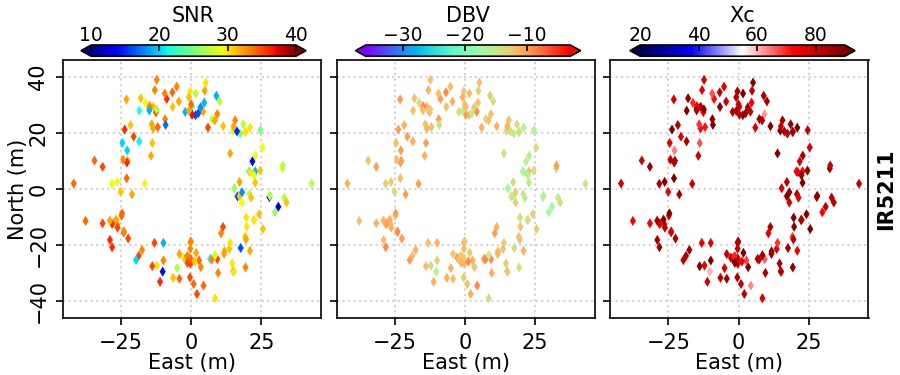 SNR DBV Xc
10 20 30 40 −30 −20 −10 20 40 60 80
40
20
0
−20
−40
North (m)
−25 0 25 −25 0 25 −25 0 25
East (m) East (m) East (m)
IR5211